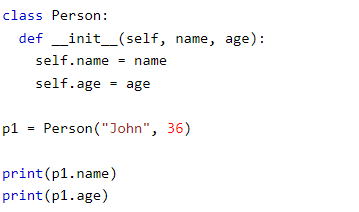 class Person:
  def __init__(self, name, age):
    self.name = name
    self.age = age

p1 = Person("John", 36)

print(p1.name)
print(p1.age)